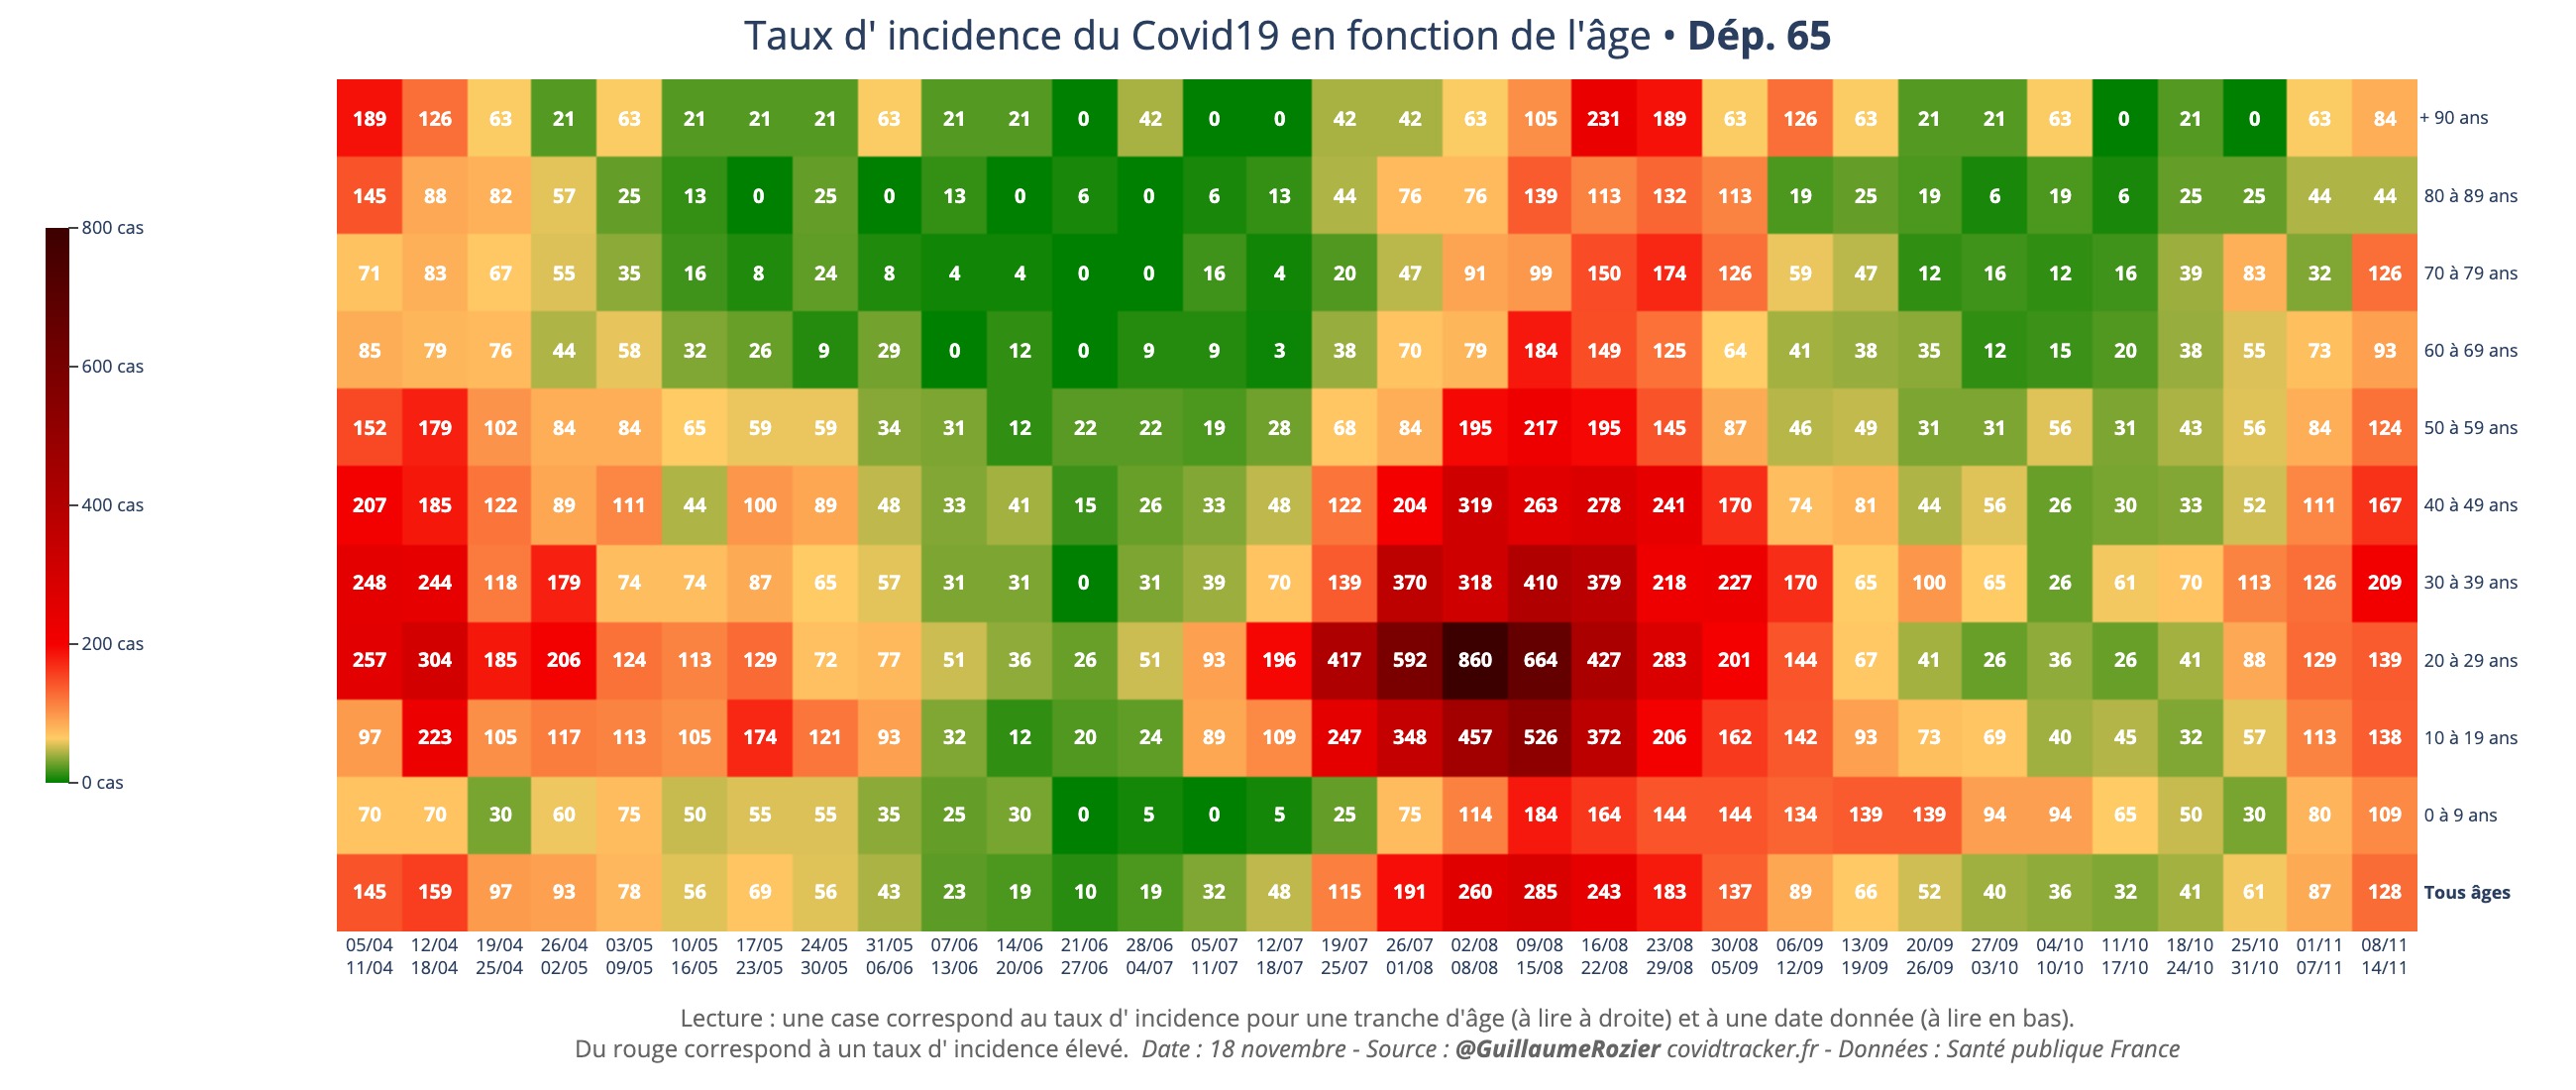 Taux d' incidence du Covid19 en fonction de l'âge • Dép. 65
800 cas
600 cas
400 cas
200 cas
0 cas
189 126 63 21 63 21 21 21 63 21 21 0 42 0 0 42 42 63 105 231 189 63 126 63 21 21 63 0 21 0 63 84 + 90 ans
145 88 82 57 25 13 0 25 0 13 0 6 0 6 13 44 76 76 139 113 132 113 19 25 19 6 19 6 25 25 44 44 80 à 89 ans
71 83 67 55 35 16 8 24 8 4 4 0 0 16 4 20 47 91 99 150 174 126 59 47 12 16 12 16 39 83 32 126 70 à 79 ans
85 79 76 44 58 32 26 9 29 0 12 0 9 9 3 38 70 79 184 149 125 64 41 38 35 12 15 20 38 55 73 93 60 à 69 ans
152 179 102 84 84 65 59 59 34 31 12 22 22 19 28 68 84 195 217 195 145 87 46 49 31 31 56 31 43 56 84 124 50 à 59 ans
207 185 122 89 111 44 100 89 48 33 41 15 26 33 48 122 204 319 263 278 241 170 74 81 44 56 26 30 33 52 111 167 40 à 49 ans
248 244 118 179 74 74 87 65 57 31 31 0 31 39 70 139 370 318 410 379 218 227 170 65 100 65 26 61 70 113 126 209 30 à 39 ans
257 304 185 206 124 113 129 72 77 51 36 26 51 93 196 417 592 860 664 427 283 201 144 67 41 26 36 26 41 88 129 139 20 à 29 ans
97 223 105 117 113 105 174 121 93 32 12 20 24 89 109 247 348 457 526 372 206 162 142 93 73 69 40 45 32 57 113 138 10 à 19 ans
70 70 30 60 75 50 55 55 35 25 30 0 5 0 5 25 75 114 184 164 144 144 134 139 139 94 94 65 50 30 80 109 0 à 9 ans
145 159 97 93 78 56 69 56 43 23 19 10 19 32 48 115 191 260 285 243 183 137 89 66 52 40 36 32 41 61 87 128 Tous âges
05/04 12/04 19/04 26/04 03/05 10/05 17/05 24/05 31/05 07/06 14/06 21/06 28/06 05/07 12/07 19/07 26/07 02/08 09/08 16/08 23/08 30/08 06/09 13/09 20/09 27/09 04/10 11/10 18/10 25/10 01/11 08/11
11/04 18/04 25/04 02/05 09/05 16/05 23/05 30/05 06/06 13/06 20/06 27/06 04/07 11/07 18/07 25/07 01/08 08/08 15/08 22/08 29/08 05/09 12/09 19/09 26/09 03/10 10/10 17/10 24/10 31/10 07/11 14/11
Lecture : une case correspond au taux d' incidence pour une tranche d'âge (à lire à droite) et à une date donnée (à lire en bas).
Du rouge correspond à un taux d' incidence élevé. Date : 18 novembre - Source : @GuillaumeRozier covidtracker.fr - Données : Santé publique France